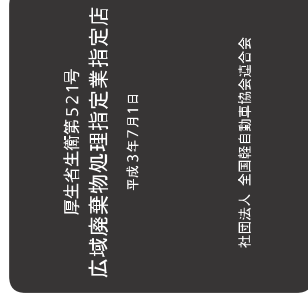 厚生省生衛第521号
広域廃棄物処理指定業指定店
平成3年7月1日
社団法人 全国軽自動車協会連合会